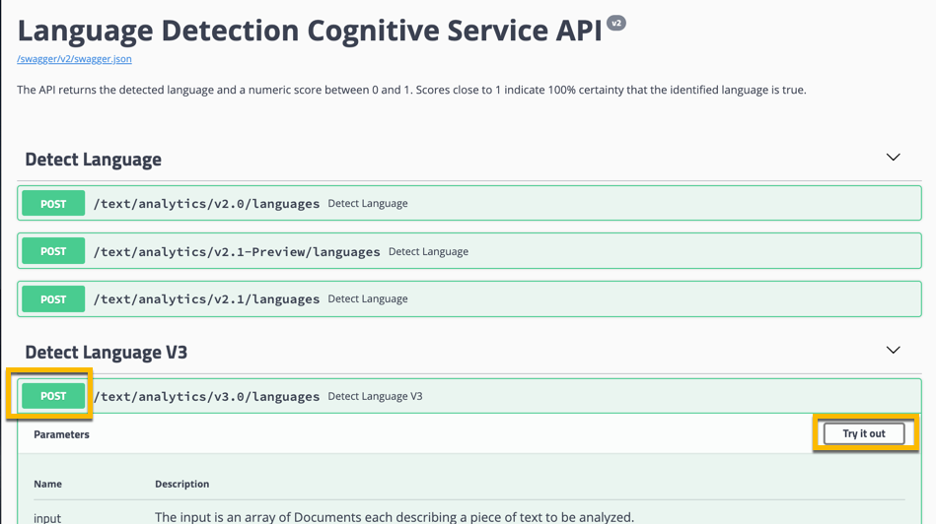 Language Detection Cognitive Service API v2
/swagger/v2/swagger.json
The API returns the detected language and a numeric score between 0 and 1. Scores close to 1 indicate 100% certainty that the identified language is true.
Detect Language
POST /text/analytics/v2.0/languages Detect Language
POST /text/analytics/v2.1-Preview/languages Detect Language
POST /text/analytics/v2.1/languages Detect Language
Detect Language V3
POST /text/analytics/v3.0/languages Detect Language V3
Parameters Try it out
Name Description
input The input is an array of Documents each describing a piece of text to be analyzed.